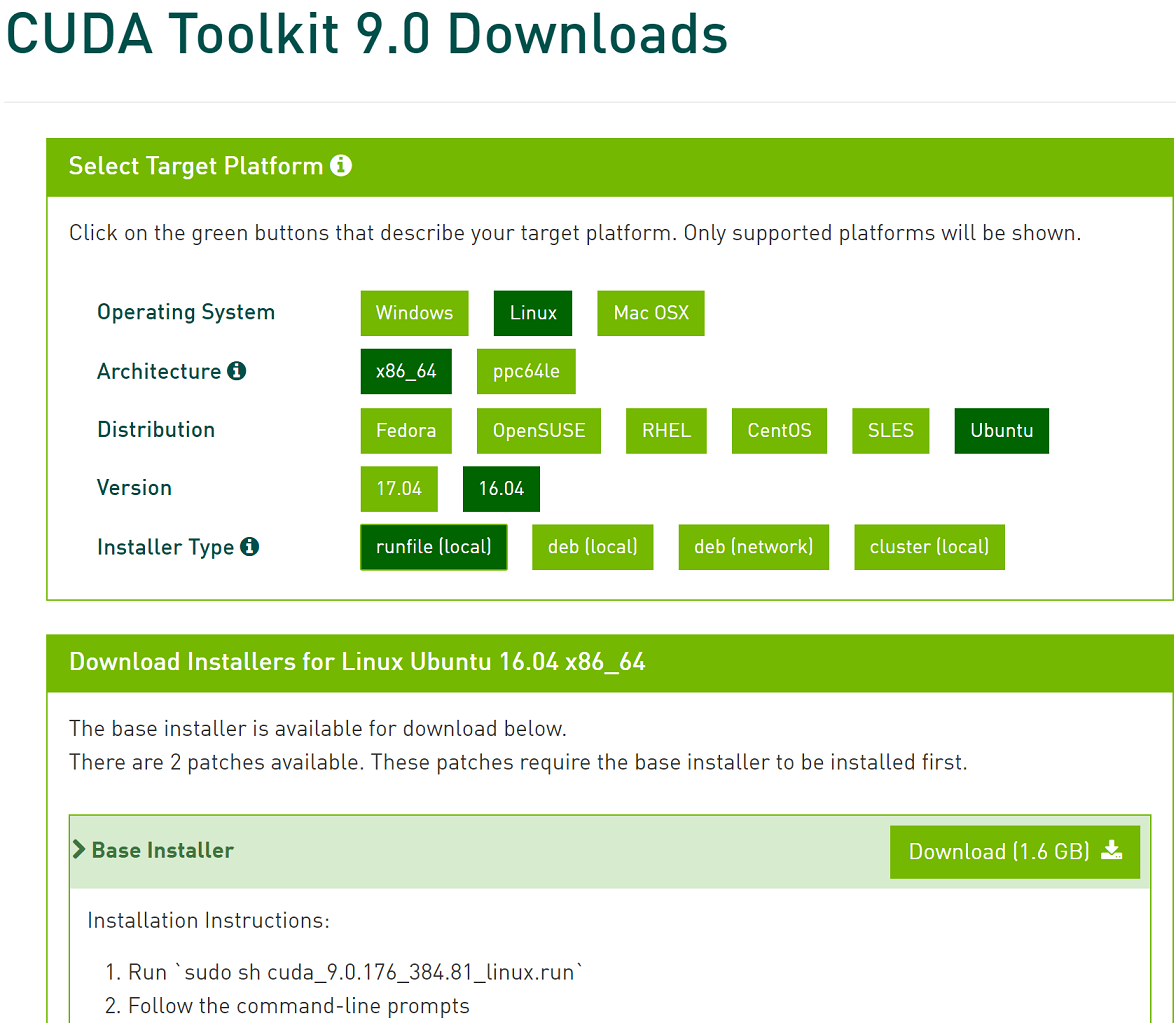 CUDA Toolkit 9.0 Downloads
Select Target Platform
Click on the green buttons that describe your target platform. Only supported platforms will be shown.
Operating System Windows Linux Mac OSX
Architecture x86_64 ppc64le
Distribution Fedora OpenSUSE RHEL CentOS SLES Ubuntu
Version 17.04 16.04
Installer Type runfile (local) deb (local) deb (network) cluster (local)
Download Installers for Linux Ubuntu 16.04 x86_64
The base installer is available for download below.
There are 2 patches available. These patches require the base installer to be installed first.
Base Installer Download (1.6 GB)
Installation Instructions:
1. Run `sudo sh cuda_9.0.176_384.81_linux.run`
2. Follow the command-line prompts